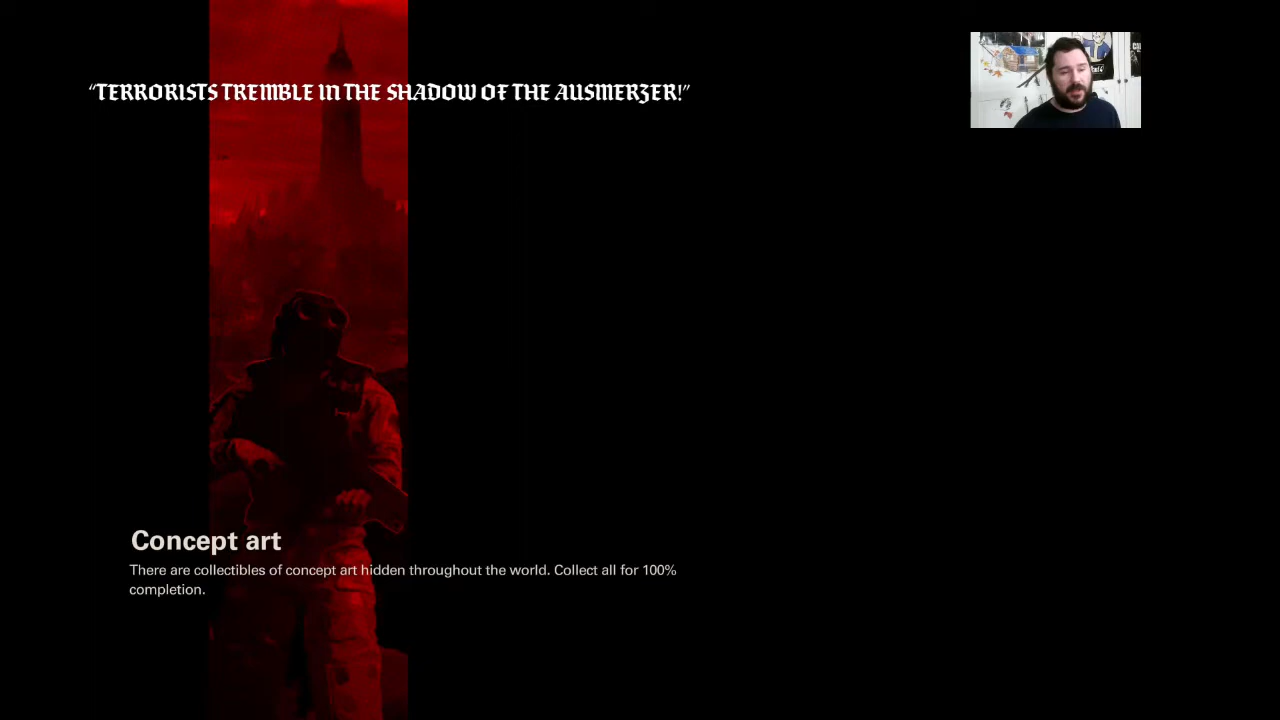 “TERRORISTS TREMBLE IN THE SHADOW OF THE AUSMERZER!”
Concept art
There are collectibles of concept art hidden throughout the world. Collect all for 100%
completion.